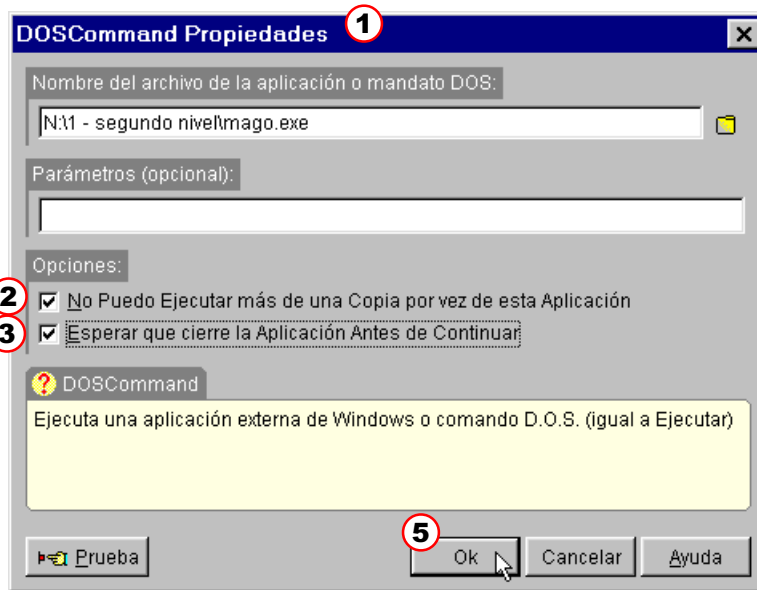 1
DOSCommand Propiedades
Nombre del archivo de la aplicación o mandato DOS:
N:\1 - segundo nivel\mago.exe
Parámetros (opcional):
Opciones:
2 No Puedo Ejecutar más de una Copia por vez de esta Aplicación
3 Esperar que cierre la Aplicación Antes de Continuar
? DOSCommand
Ejecuta una aplicación externa de Windows o comando D.O.S. (igual a Ejecutar)
5
Prueba Ok Cancelar Ayuda